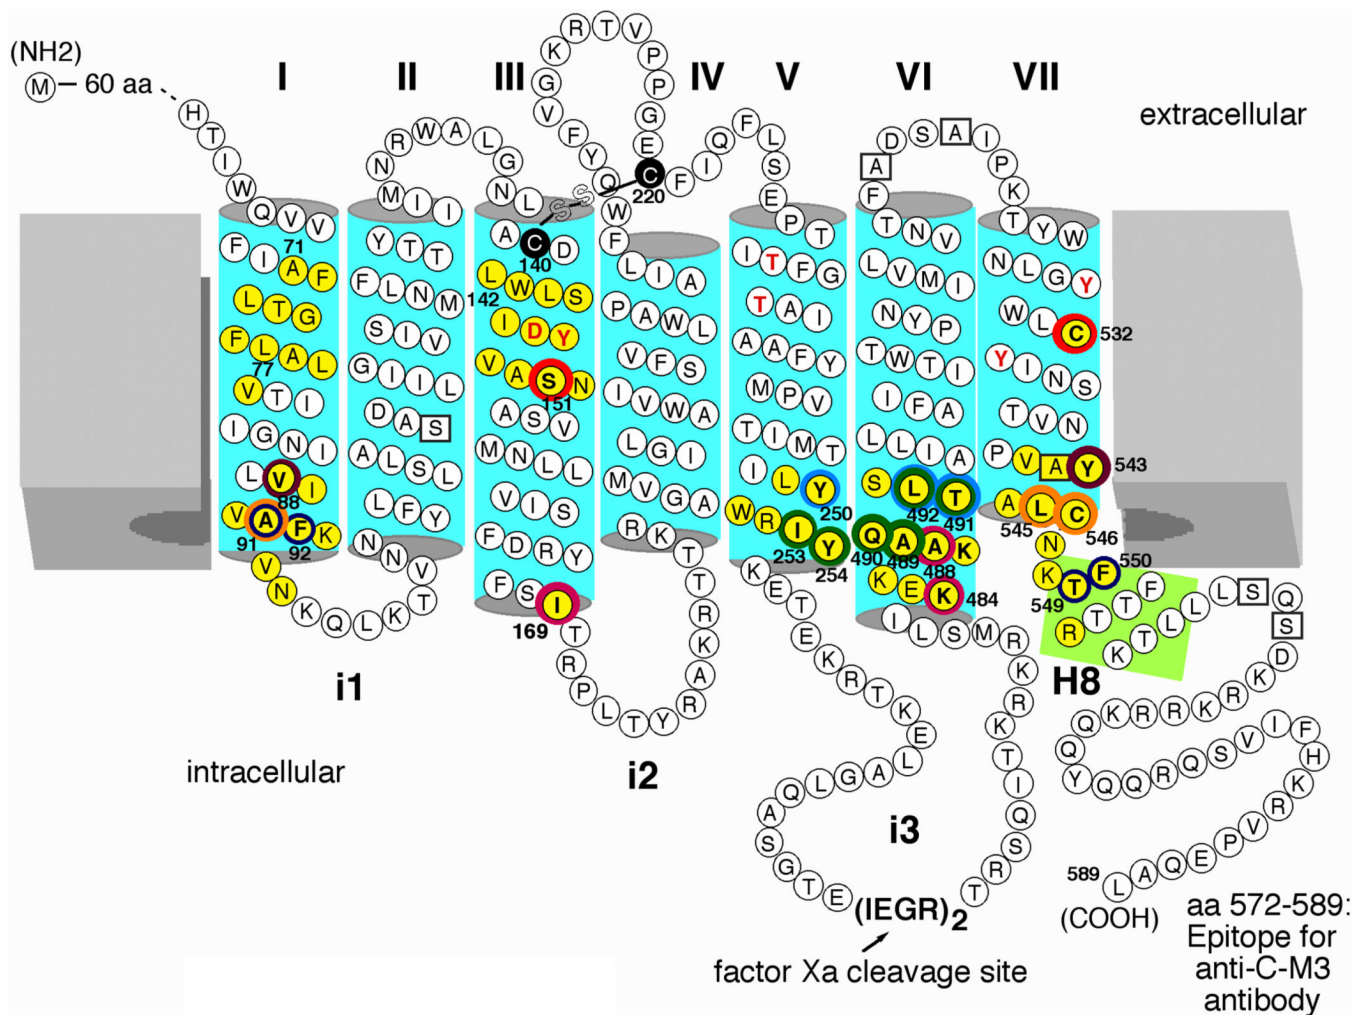 K R T V P P G E C
G V F Y Q
(NH2)
M – 60 aa
I II III IV V VI VII
extracellular
H T I W Q V V
N R W A L G N L
M I I
S S
220
F I Q F L S E P T
A D S A I P K T Y W
F T N V
W F
F I A F
71
Y T T
A C D
140
L I A
I T F G
L V M I
N L G Y
L T G
F L N M
142
L W L S
P A W L
T A I
N Y P
W L C
532
F L A L
77
S I V
I D Y
V F S
A A F Y
T W T I
Y I N S
V T I
G I I L
V A S N
151
I V W A
M P V
I F A
T V N
I G N I
D A S
A S V
L G I
T I M T
L L I A
P V A Y
543
L V I
88
A L S L
M N L L
M V G A
I L Y
250
S L T
492
491
A L C
545
546
V A F K
91
92
L F Y
V I S
R K T T R K A R Y T L P R T
W R I Y
253
254
Q A A K
490
489
488
N
V N K Q L K T V N N
F D R Y
K E K
484
K T F
549
550
F S I
169
I L S M R K R K T I Q S R T
R T T F
K T L L L S Q S D K R K R R K Q Q Y Q Q R Q S V I F H K R V P E Q A L
K E T E K R T K E L A G L Q A S G T E
i1
H8
intracellular
i2
i3
589
(COOH)
(IEGR)2
factor Xa cleavage site
aa 572-589:
Epitope for
anti-C-M3
antibody